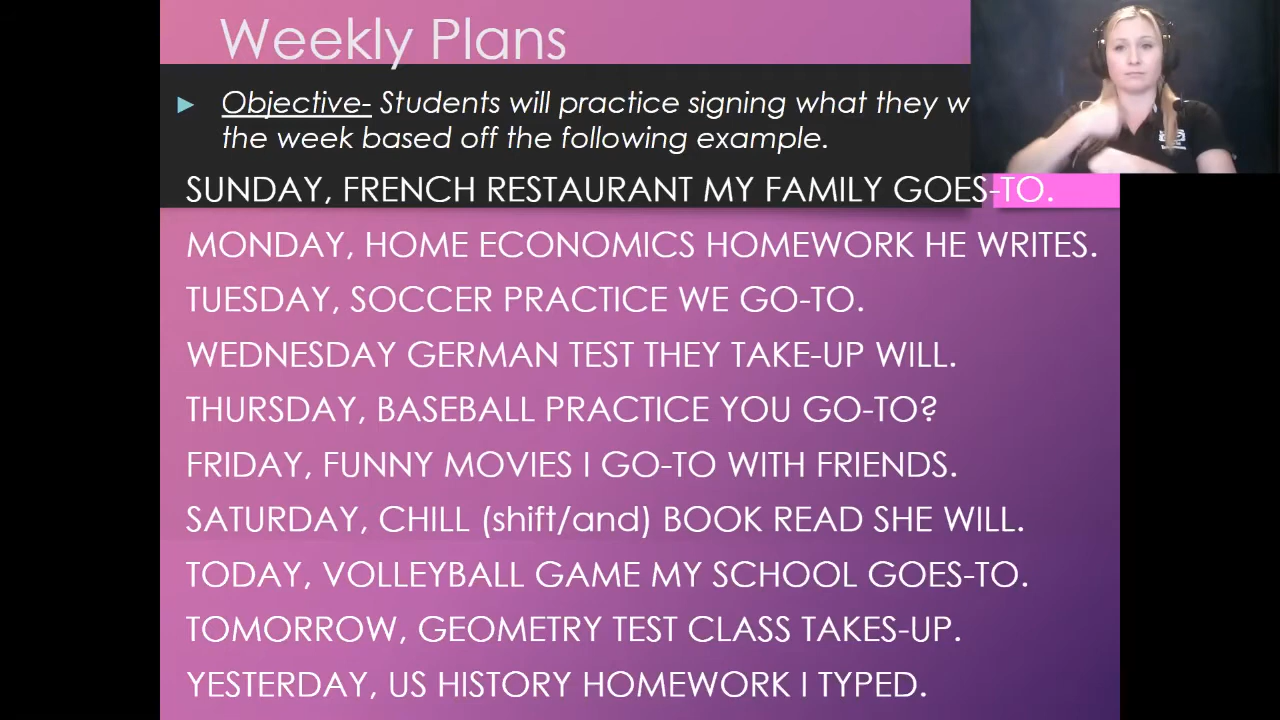 Weekly Plans
Objective- Students will practice signing what they w
the week based off the following example.
SUNDAY, FRENCH RESTAURANT MY FAMILY GOES-TO.
MONDAY, HOME ECONOMICS HOMEWORK HE WRITES.
TUESDAY, SOCCER PRACTICE WE GO-TO.
WEDNESDAY GERMAN TEST THEY TAKE-UP WILL.
THURSDAY, BASEBALL PRACTICE YOU GO-TO?
FRIDAY, FUNNY MOVIES I GO-TO WITH FRIENDS.
SATURDAY, CHILL (shift/and) BOOK READ SHE WILL.
TODAY, VOLLEYBALL GAME MY SCHOOL GOES-TO.
TOMORROW, GEOMETRY TEST CLASS TAKES-UP.
YESTERDAY, US HISTORY HOMEWORK I TYPED.